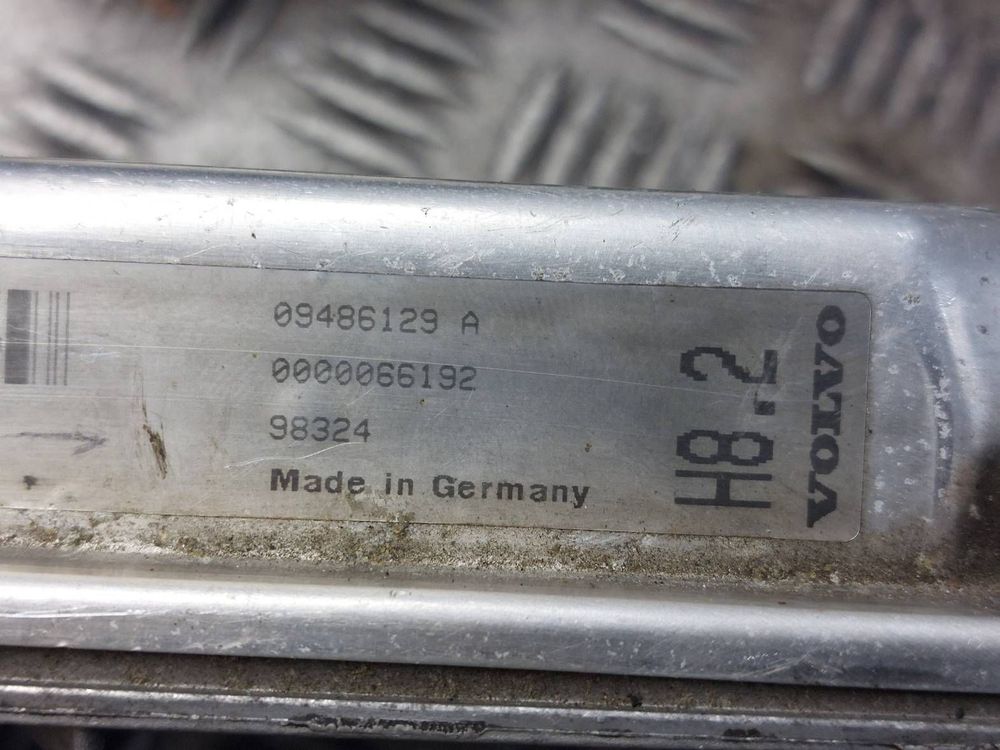 09486129 A
0000066192
98324
Made in Germany
H8.2
VOLVO